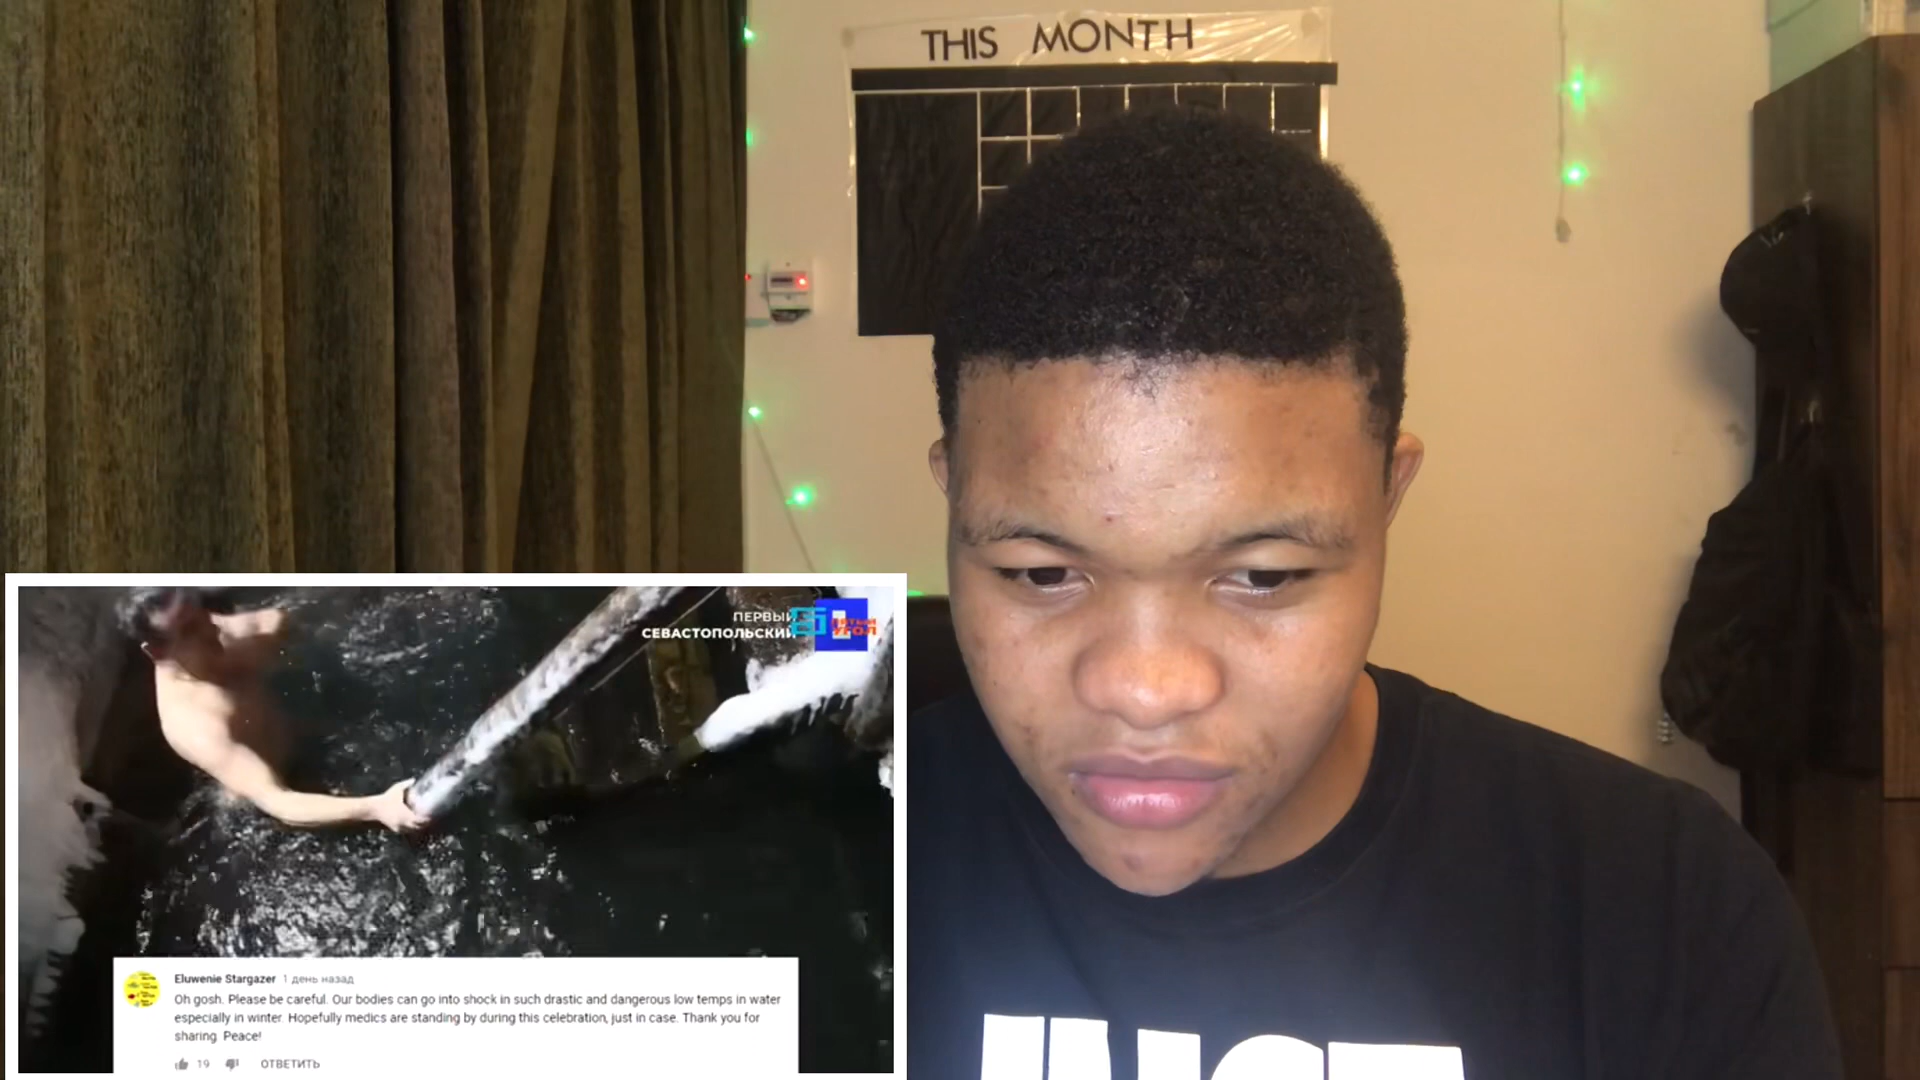 THIS MONTH
ПЕРВЫЙ
СЕВАСТОПОЛЬСКИЙ
ПЯТЫЙ
УГОЛ
Eluwenie Stargazer 1 день назад
Oh gosh. Please be careful. Our bodies can go into shock in such drastic and dangerous low temps in water
especially in winter. Hopefully medics are standing by during this celebration, just in case. Thank you for
sharing. Peace!
19 ОТВЕТИТЬ